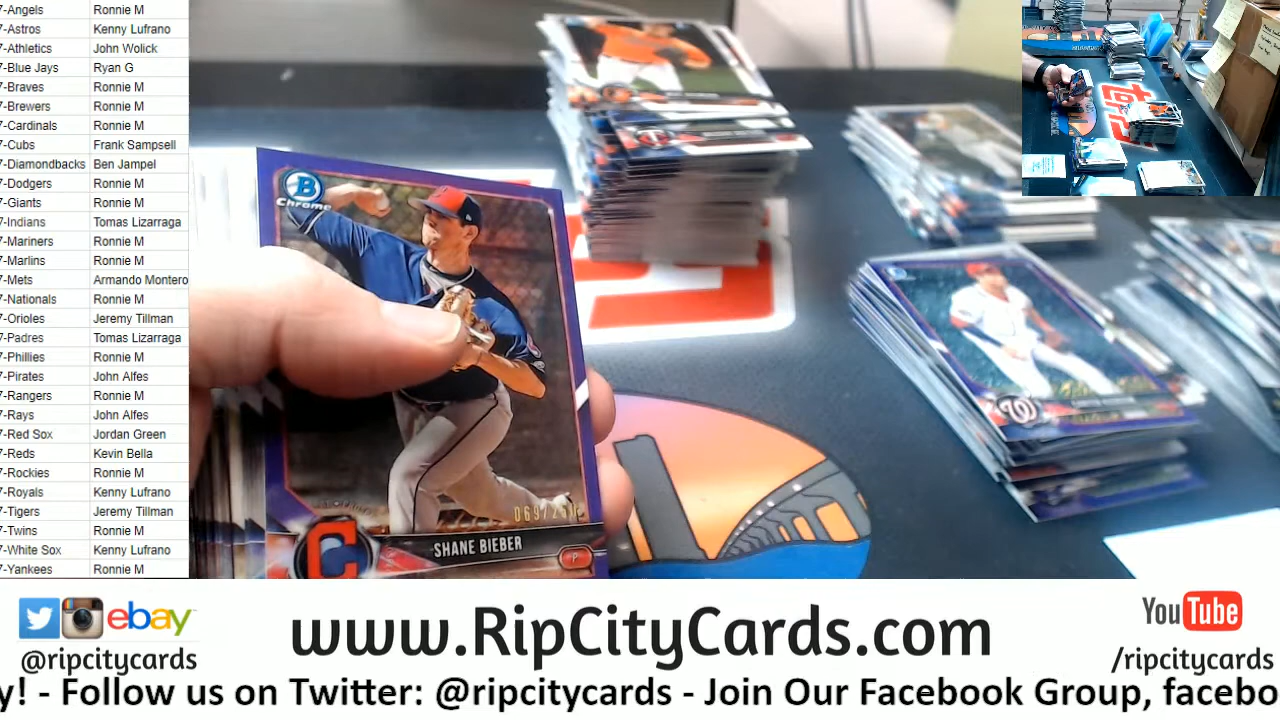 7-Angels Ronnie M
7-Astros Kenny Lufrano
7-Athletics John Wolick
7-Blue Jays Ryan G
7-Braves Ronnie M
7-Brewers Ronnie M
7-Cardinals Ronnie M
7-Cubs Frank Sampsell
7-Diamondbacks Ben Jampel
7-Dodgers Ronnie M
7-Giants Ronnie M
7-Indians Tomas Lizarraga
7-Mariners Ronnie M
7-Marlins Ronnie M
7-Mets Armando Montero
7-Nationals Ronnie M
7-Orioles Jeremy Tillman
7-Padres Tomas Lizarraga
7-Phillies Ronnie M
7-Pirates John Alfes
7-Rangers Ronnie M
7-Rays John Alfes
7-Red Sox Jordan Green
7-Reds Kevin Bella
7-Rockies Ronnie M
7-Royals Kenny Lufrano
7-Tigers Jeremy Tillman
7-Twins Ronnie M
7-White Sox Kenny Lufrano
7-Yankees Ronnie M
B
Chrome
069/250
C
SHANE BIEBER
P
W
ebay
@ripcitycards
www.RipCityCards.com
YouTube
/ripcitycards
y! - Follow us on Twitter: @ripcitycards - Join Our Facebook Group, facebo